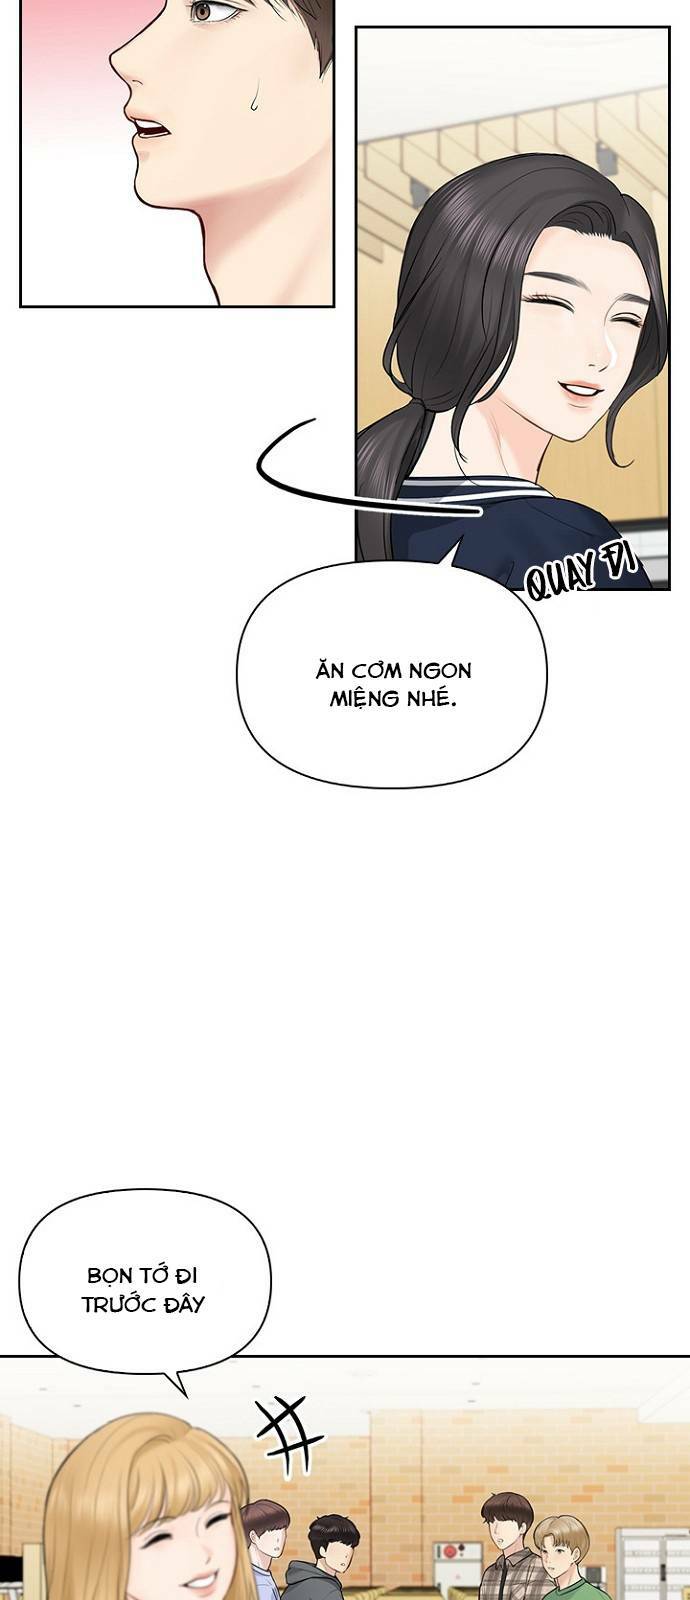 QUAY ĐI
ĂN CƠM NGON
MIỆNG NHÉ.
BỌN TỚ ĐI
TRƯỚC ĐÂY